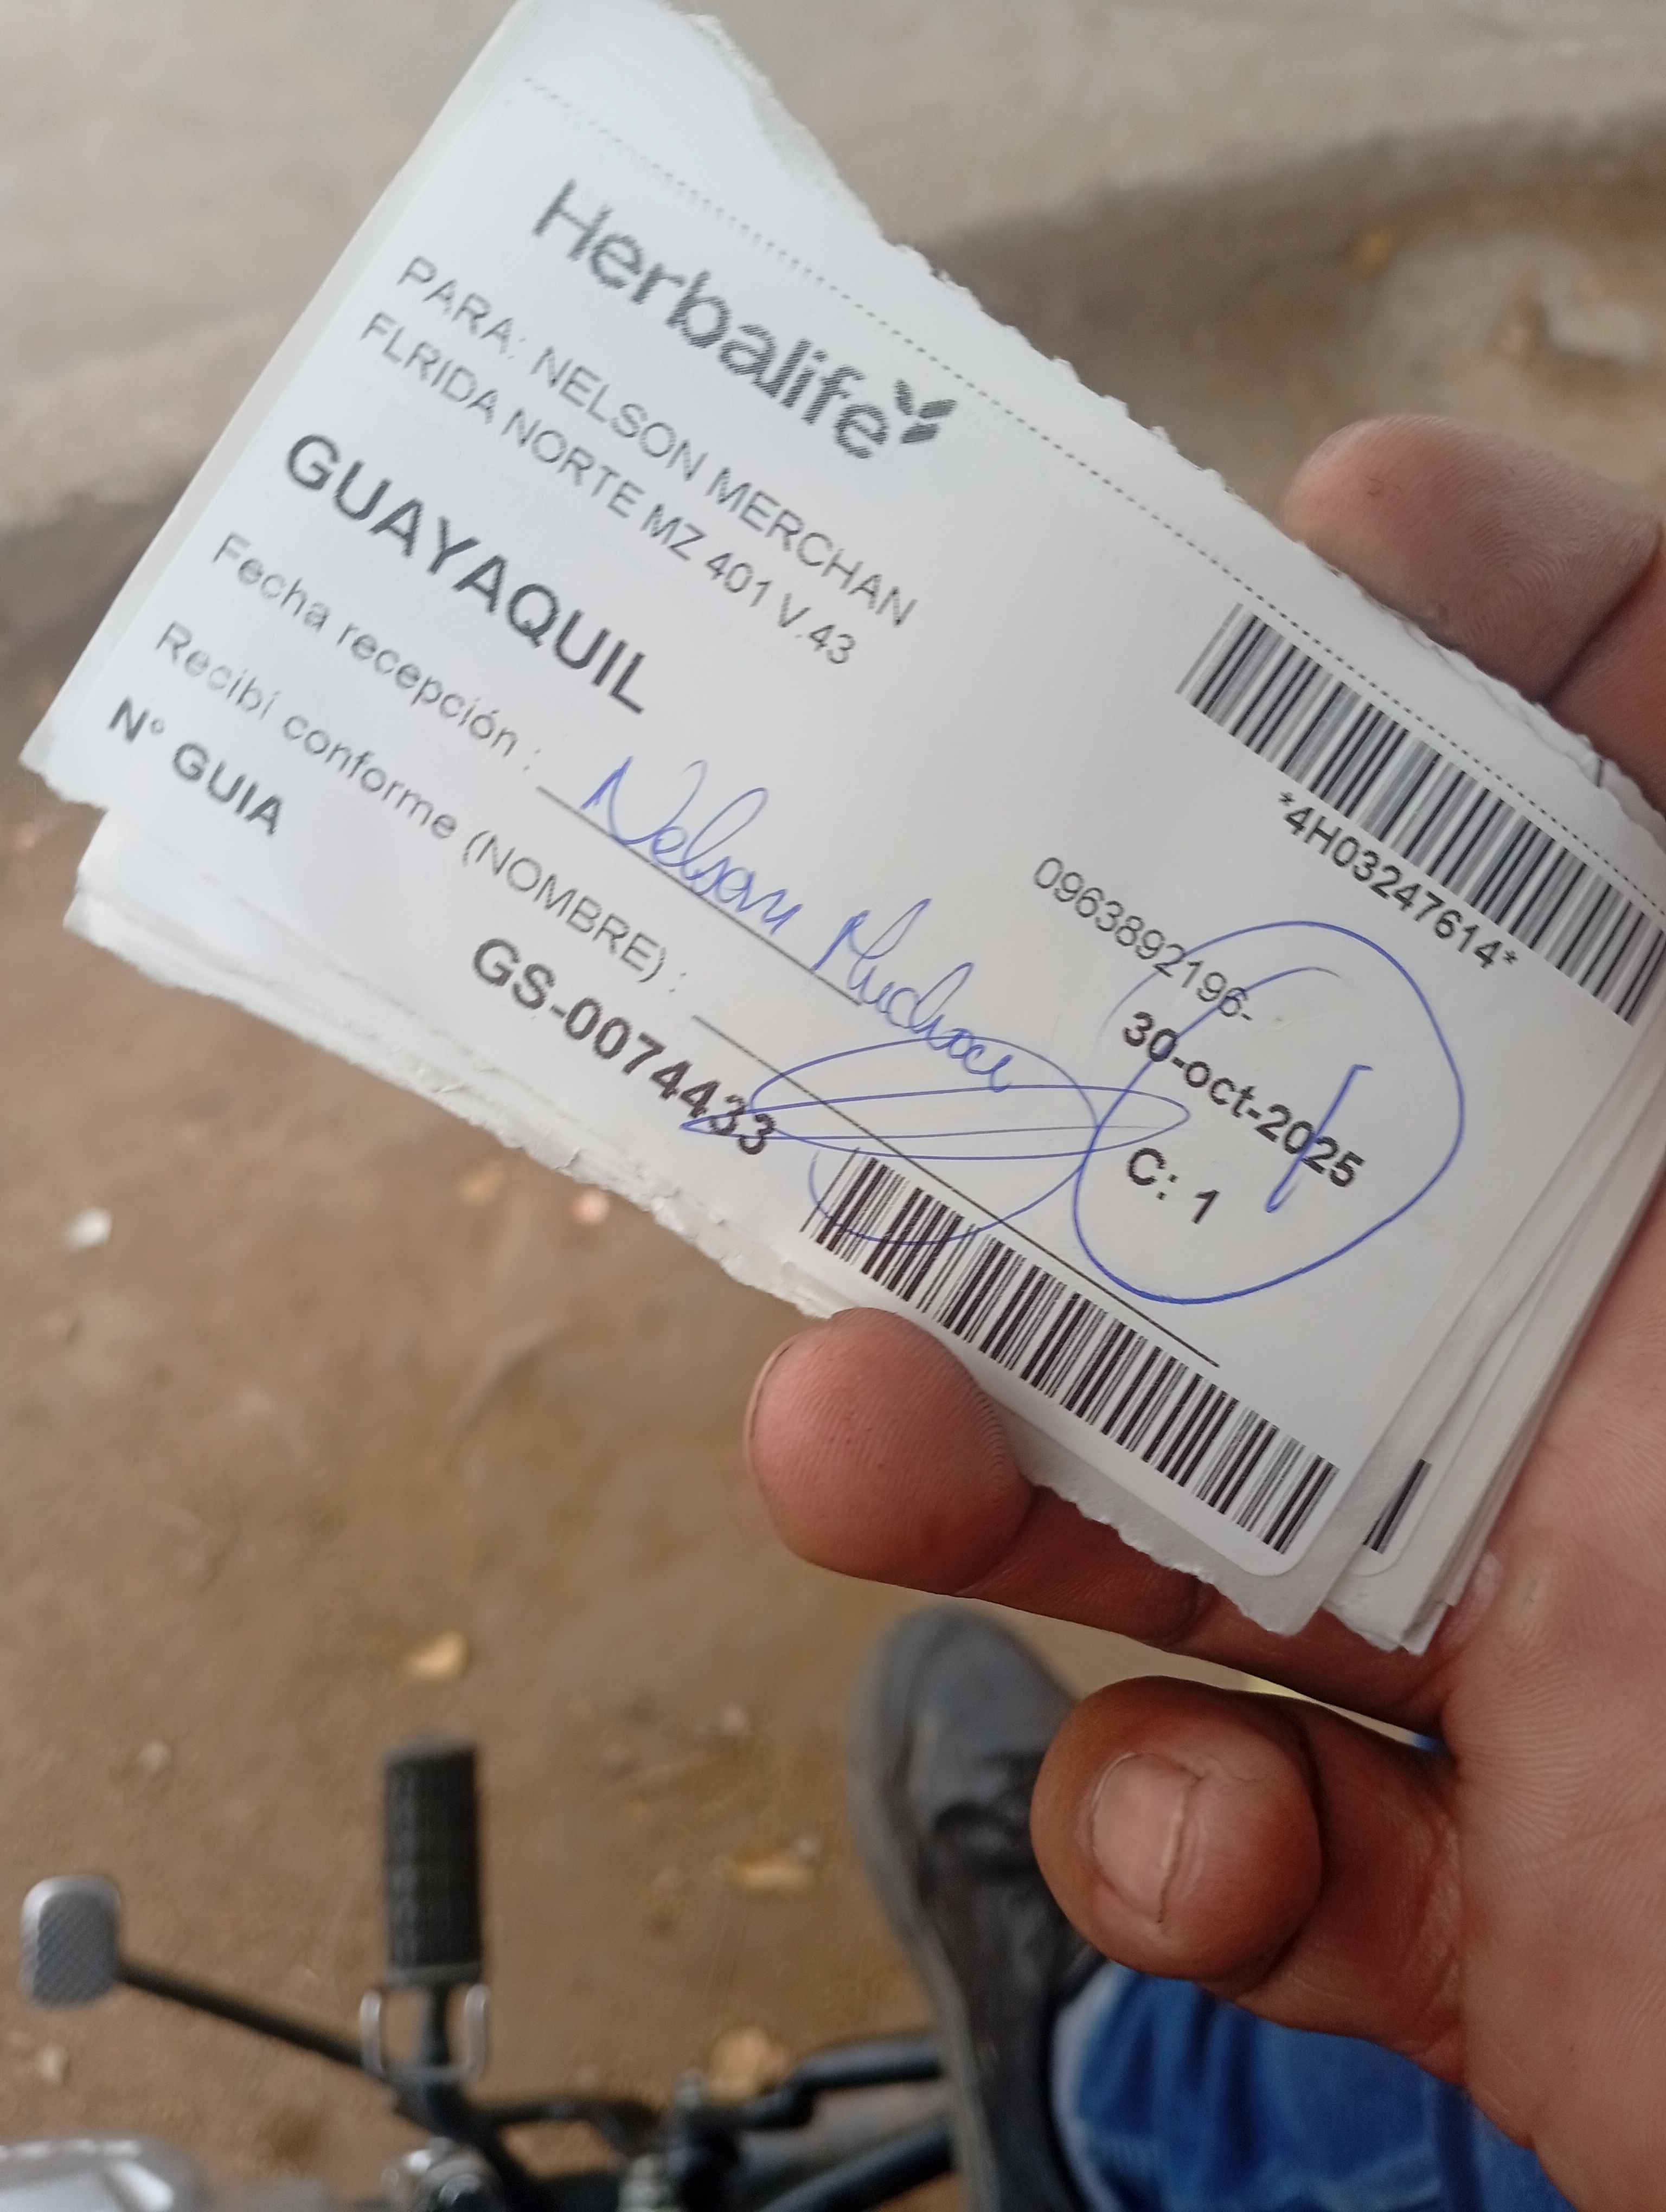 Herbalife
PARA: NELSON MERCHAN
FLRIDA NORTE MZ 401 V.43
GUAYAQUIL
*4H03247614*
0963892196-
30-oct-2025
C: 1
Fecha recepción :
Nelson
Recibí conforme (NOMBRE) :
N° GUIA
GS-0074433